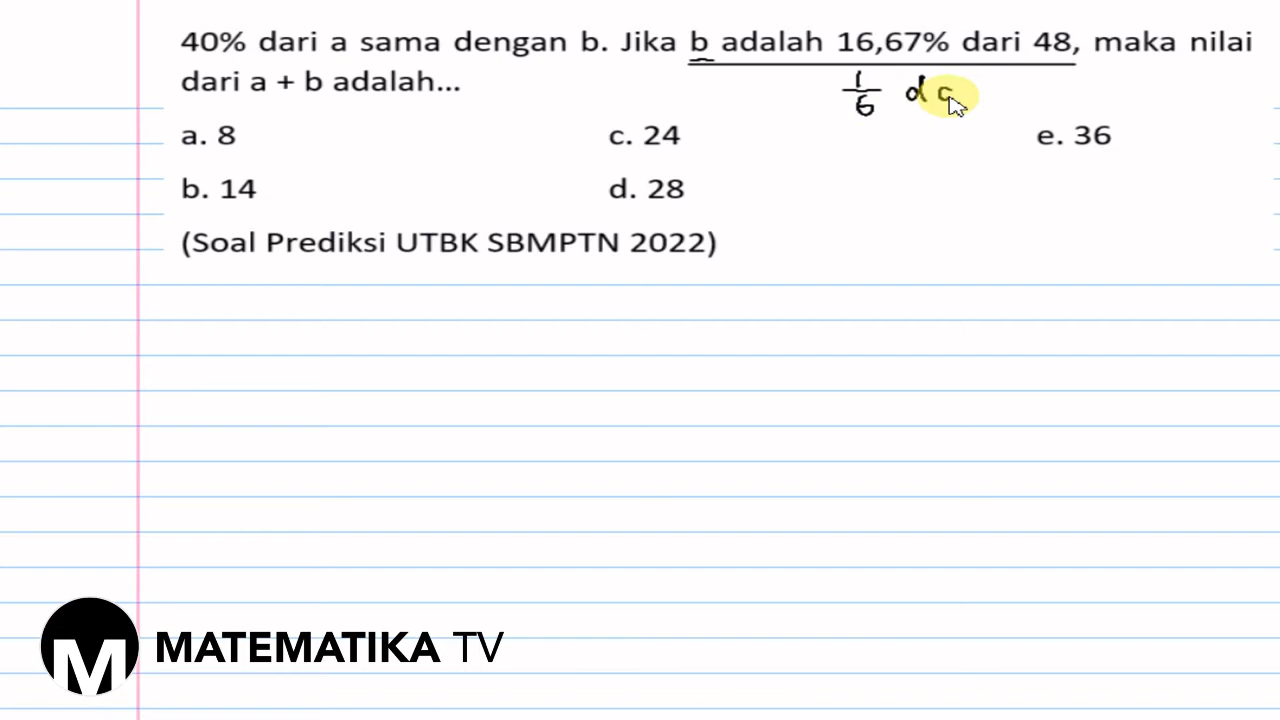 40% dari a sama dengan b. Jika b adalah 16,67% dari 48, maka nilai
dari a + b adalah...
1/6 d
a. 8 c. 24 e. 36
b. 14 d. 28
(Soal Prediksi UTBK SBMPTN 2022)
M MATEMATIKA TV